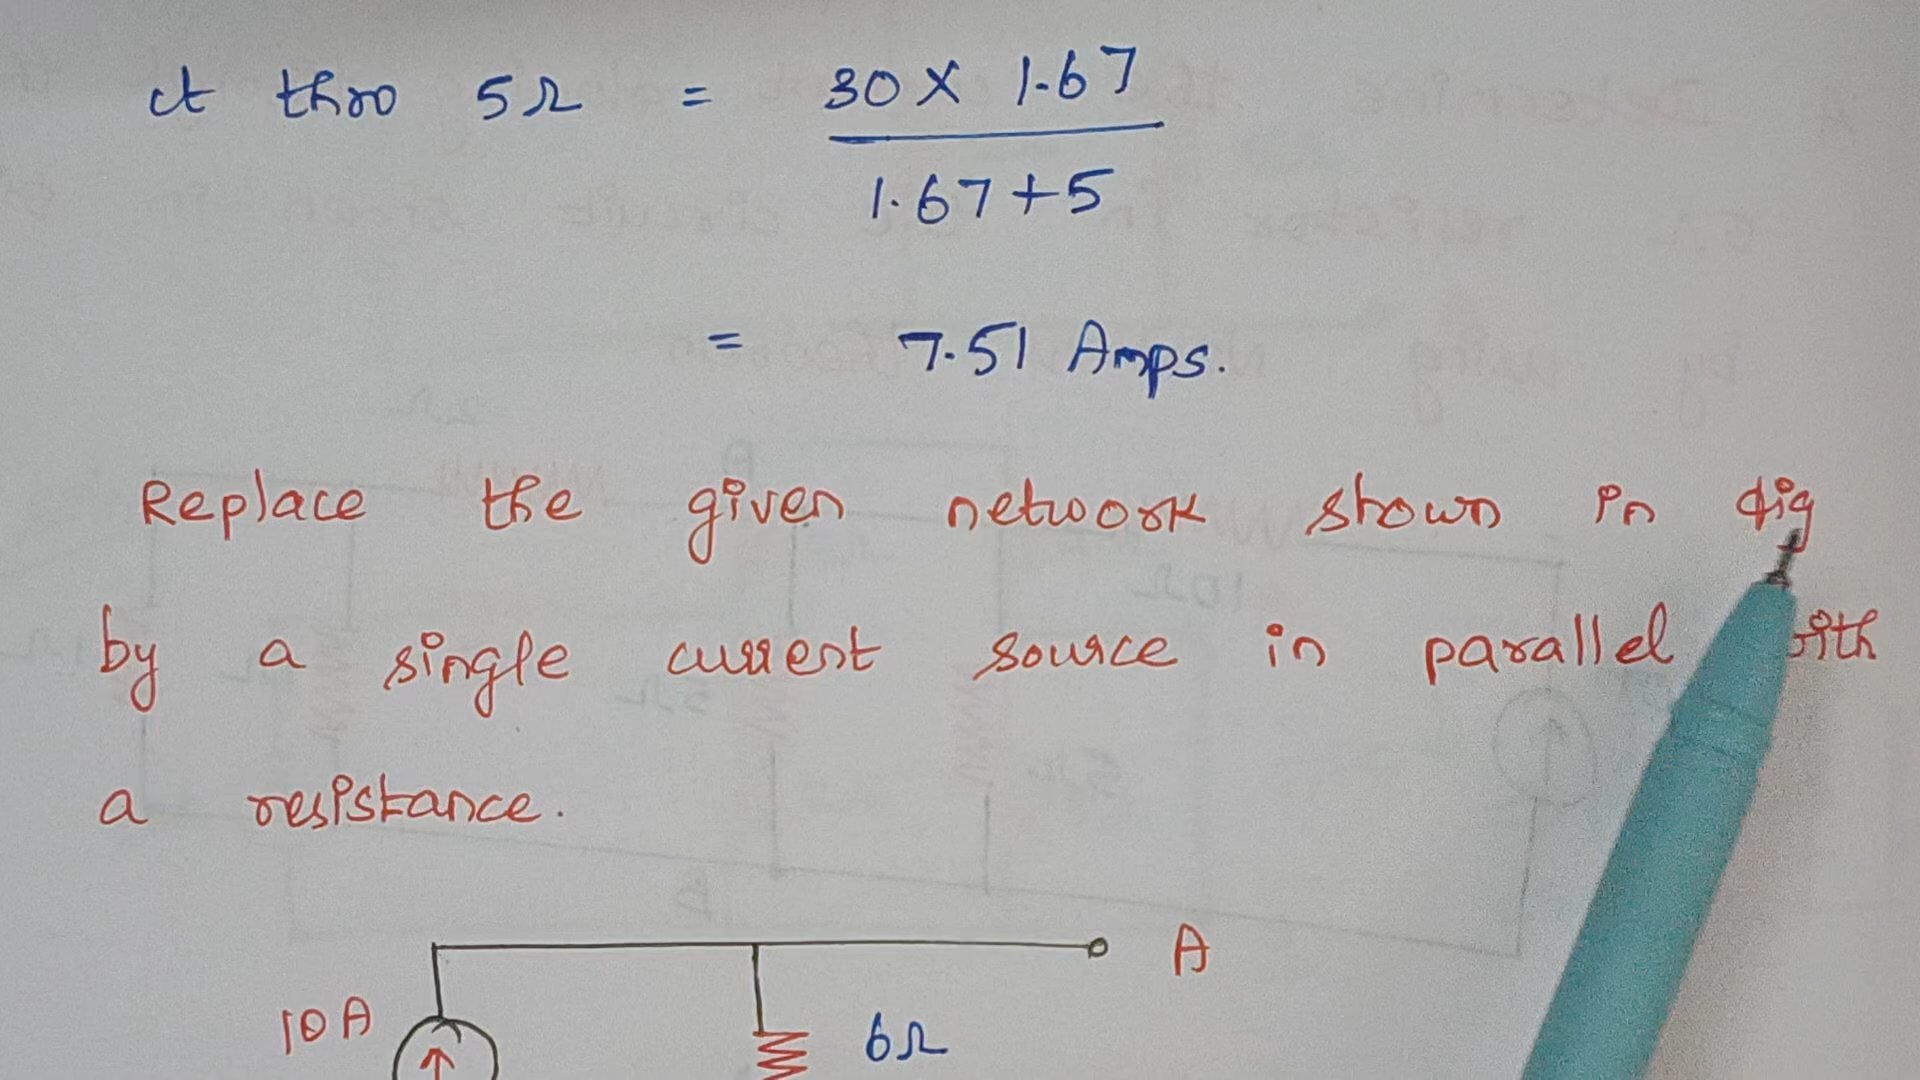 ct thro 5Ω = 30 X 1.67
1.67 + 5
= 7.51 Amps.
Replace the given network shown in fig
by a single current source in parallel with
a resistance.
A
10A
6Ω